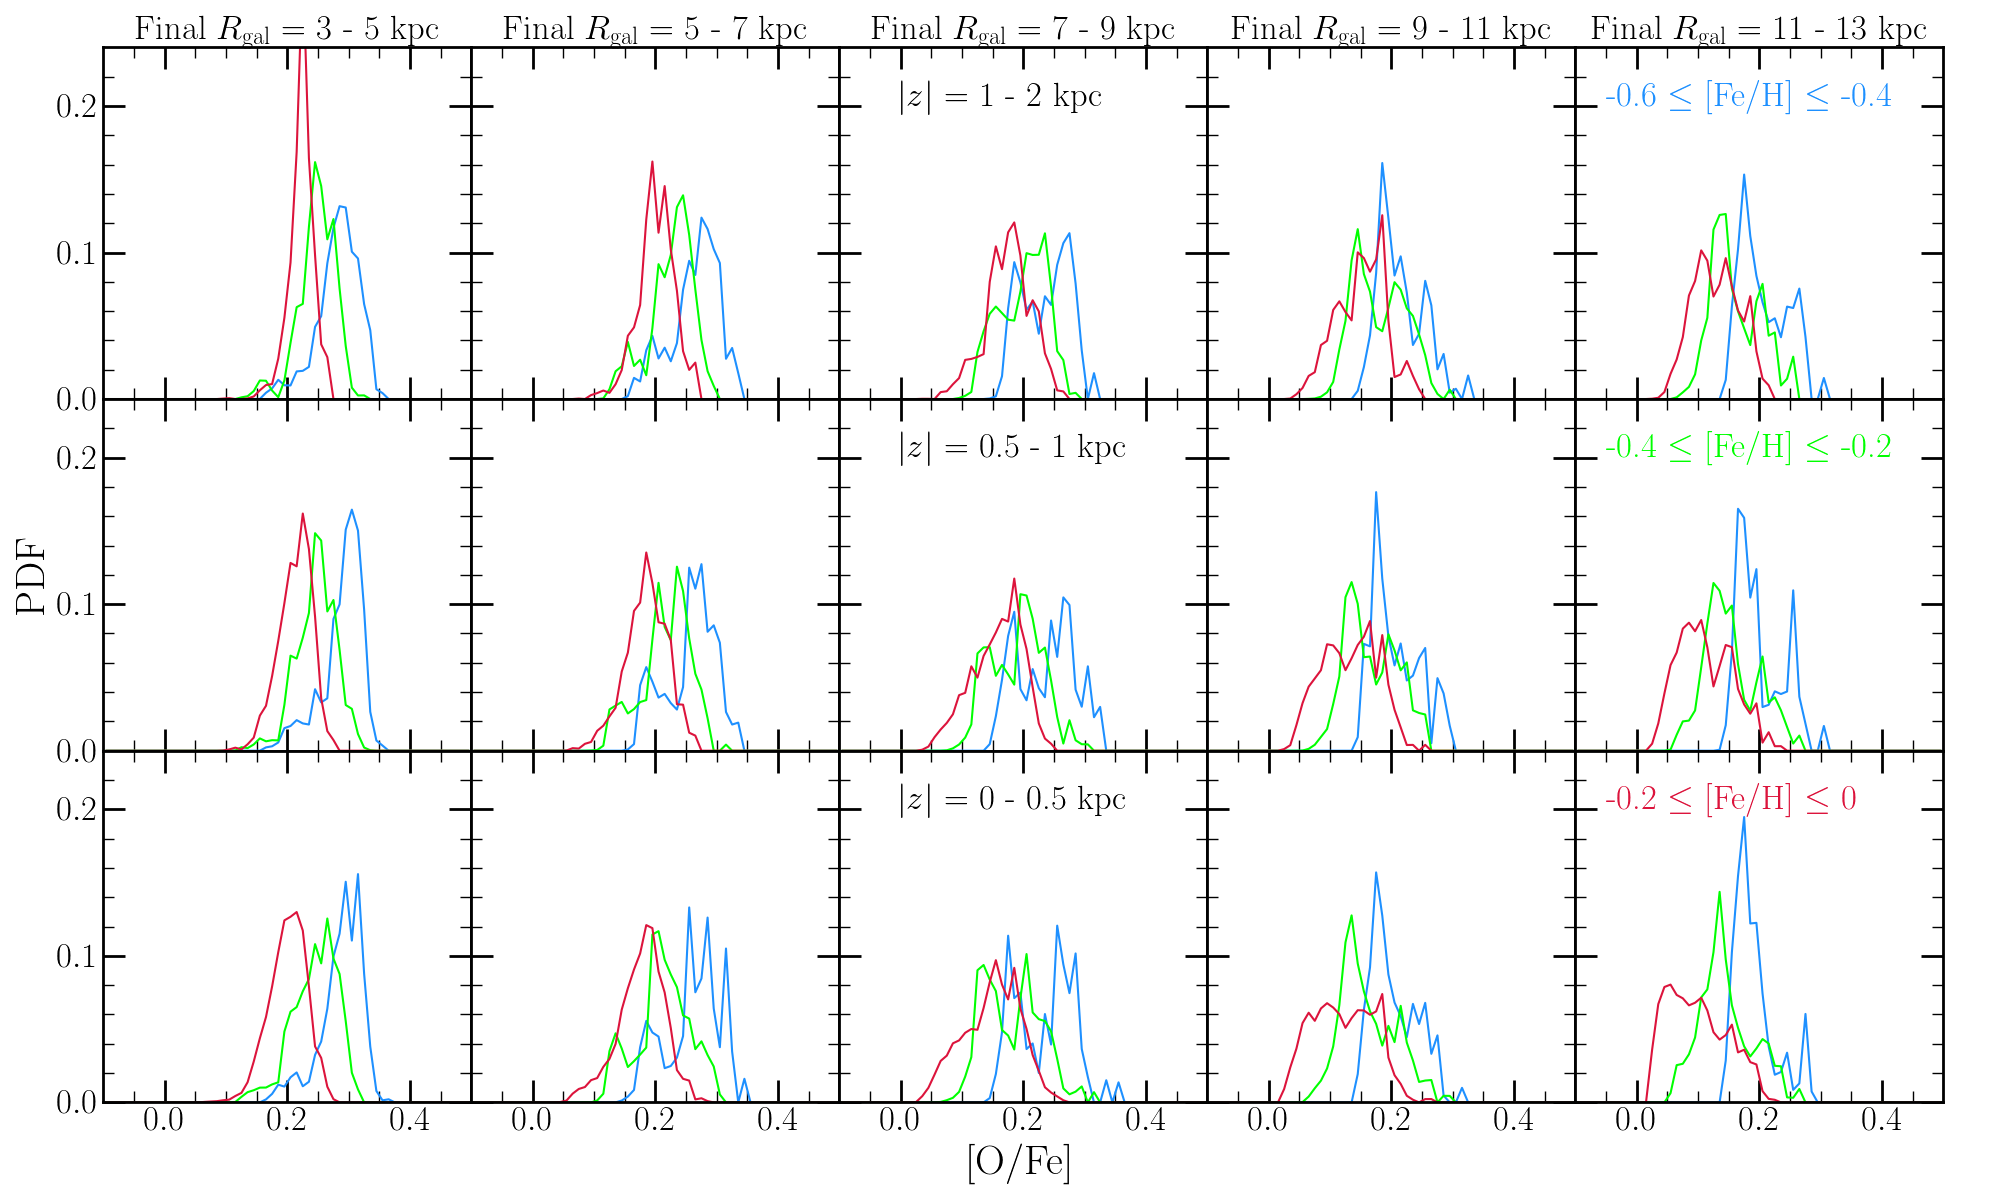 Final R_gal = 3 - 5 kpc
Final R_gal = 5 - 7 kpc
Final R_gal = 7 - 9 kpc
Final R_gal = 9 - 11 kpc
Final R_gal = 11 - 13 kpc
0.2
|z| = 1 - 2 kpc
-0.6 ≤ [Fe/H] ≤ -0.4
0.1
0.0
0.2
|z| = 0.5 - 1 kpc
-0.4 ≤ [Fe/H] ≤ -0.2
PDF
0.1
0.0
0.2
|z| = 0 - 0.5 kpc
-0.2 ≤ [Fe/H] ≤ 0
0.1
0.0
0.0 0.2 0.4
0.0 0.2 0.4
0.0 0.2 0.4
0.0 0.2 0.4
0.0 0.2 0.4
[O/Fe]